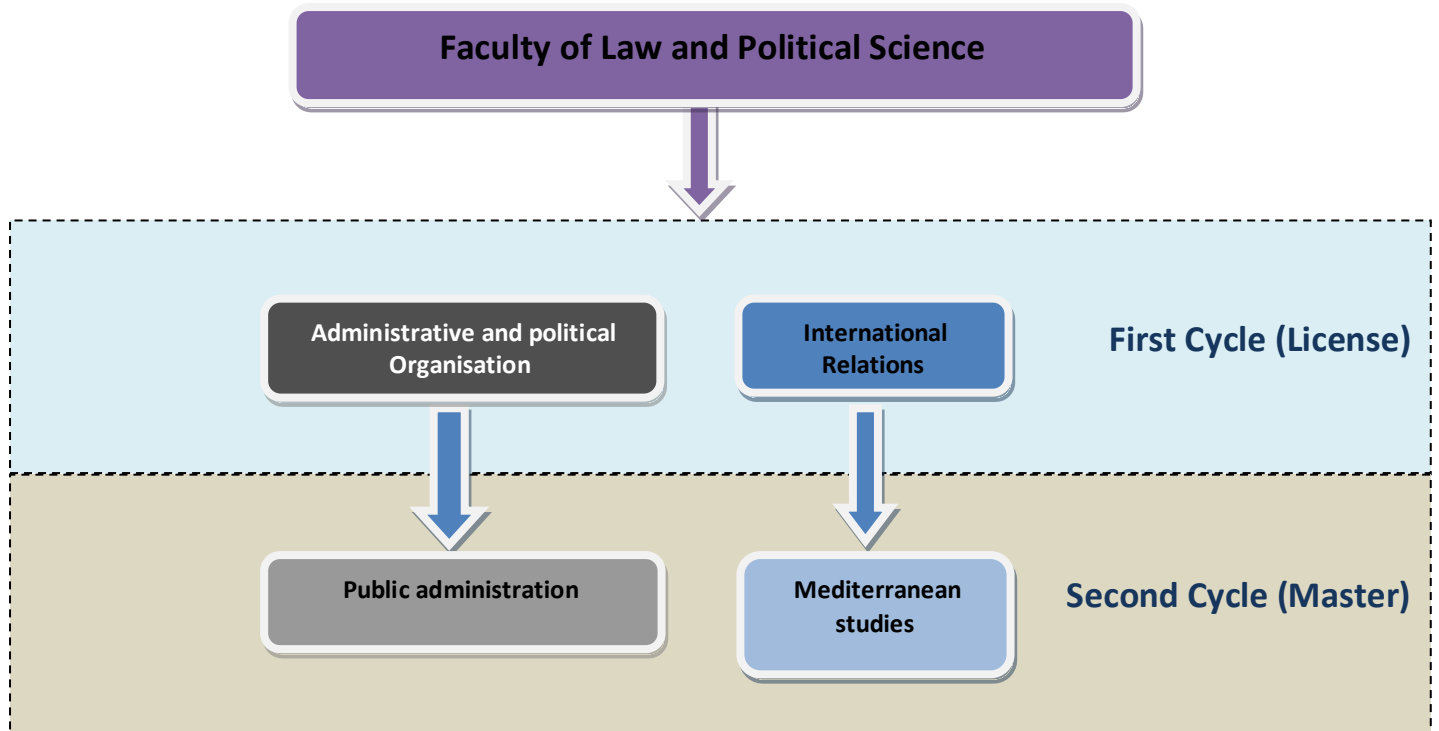 Faculty of Law and Political Science
Administrative and political
Organisation
International
Relations
First Cycle (License)
Public administration
Mediterranean
studies
Second Cycle (Master)